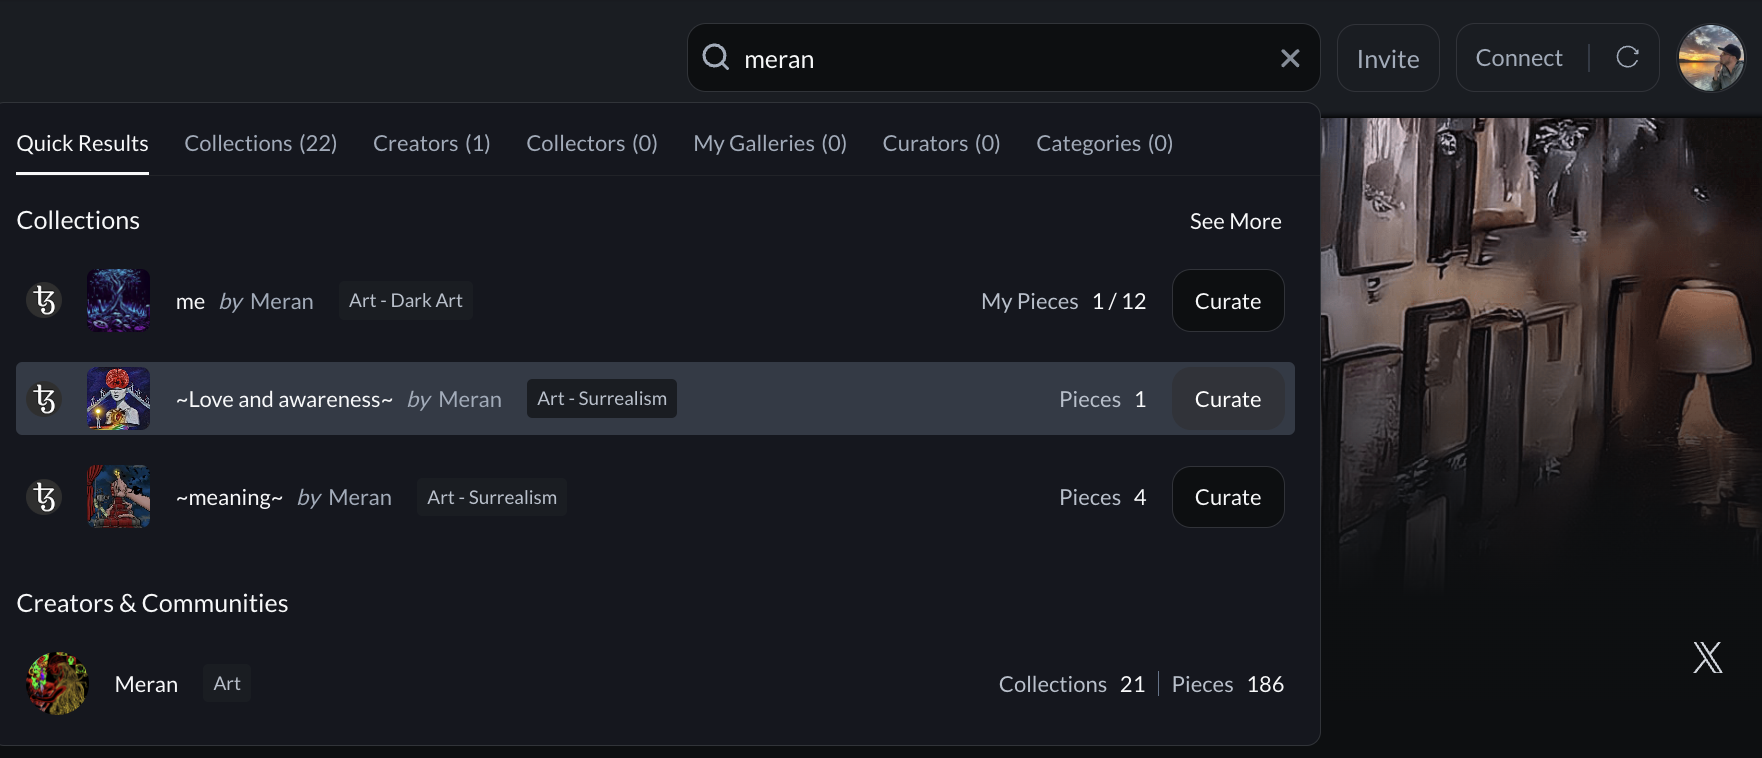 meran
Invite
Connect
Quick Results Collections (22) Creators (1) Collectors (0) My Galleries (0) Curators (0) Categories (0)
Collections See More
me by Meran Art - Dark Art My Pieces 1 / 12 Curate
~Love and awareness~ by Meran Art - Surrealism Pieces 1 Curate
~meaning~ by Meran Art - Surrealism Pieces 4 Curate
Creators & Communities
Meran Art Collections 21 Pieces 186